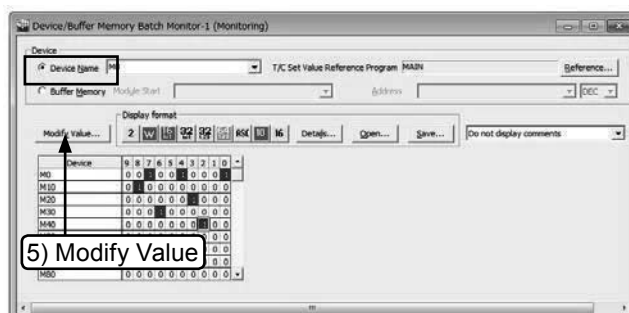 Device/Buffer Memory Batch Monitor-1 (Monitoring)
Device
Device Name M0 T/C Set Value Reference Program MAIN Reference...
Buffer Memory Module Start Address DEC
Display format
Modify Value... 2 W 32 ASC 10 16 Details... Open... Save... Do not display comments
Device 9 8 7 6 5 4 3 2 1 0
M0 0 0 1 0 0 1 0 0 0 1
M10 0 1 0 0 0 0 0 0 0 0
M20 0 0 0 0 0 0 1 0 0 0
M30 0 0 0 1 0 0 0 0 0 0
M40 0 0 0 0 0 0 0 1 0 0
0 0
5) Modify Value 0 0
0 0
M80 0 0 0 0 0 0 0 0 0 0